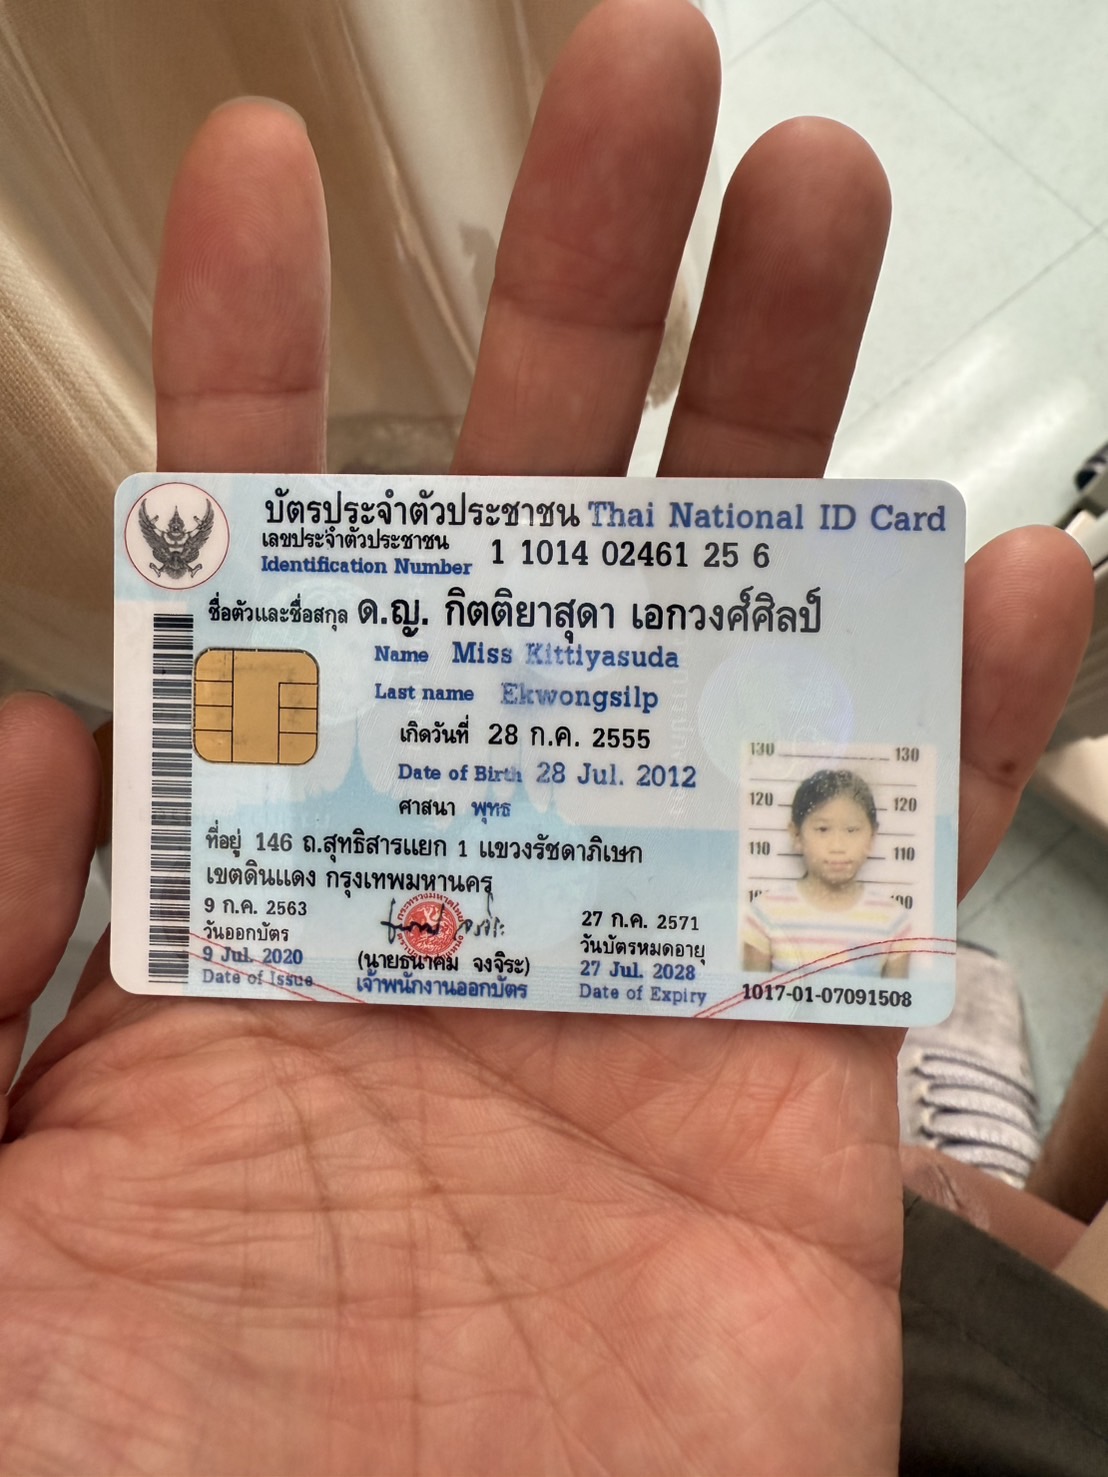 บัตรประจำตัวประชาชน Thai National ID Card
เลขประจำตัวประชาชน
Identification Number 1 1014 02461 25 6
ชื่อตัวและชื่อสกุล ด.ญ. กิตติยาสุดา เอกวงศ์ศิลป์
Name Miss Kittiyasuda
Last name Ekwongsilp
เกิดวันที่ 28 ก.ค. 2555
Date of Birth 28 Jul. 2012
ศาสนา พุทธ
ที่อยู่ 146 ถ.สุทธิสารแยก 1 แขวงรัชดาภิเษก
เขตดินแดง กรุงเทพมหานครุ
9 ก.ค. 2563
วันออกบัตร
9 Jul. 2020
Date of Issue
(นายธนาคม จงจิระ)
เจ้าพนักงานออกบัตร
27 ก.ค. 2571
วันบัตรหมดอายุ
27 Jul. 2028
Date of Expiry
130 130
120 120
110 110
1017-01-07091508